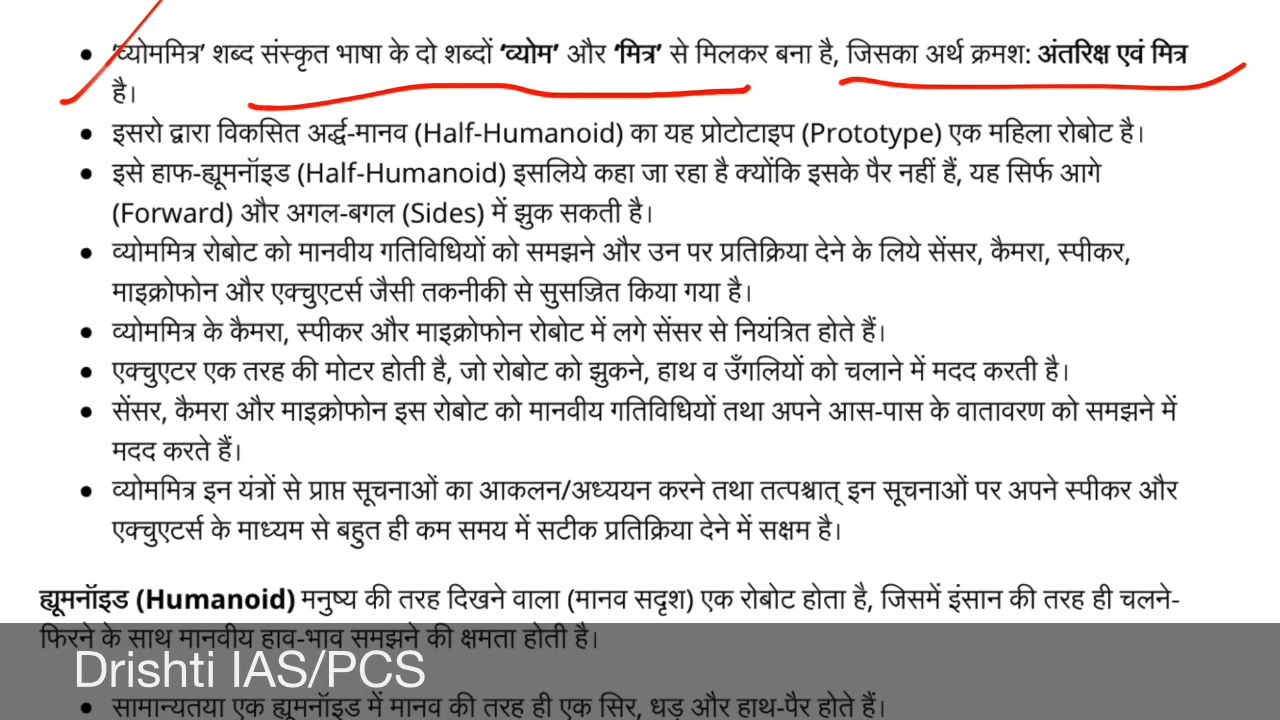 • 'व्योममित्र' शब्द संस्कृत भाषा के दो शब्दों 'व्योम' और 'मित्र' से मिलकर बना है, जिसका अर्थ क्रमश: अंतरिक्ष एवं मित्र
है।
• इसरो द्वारा विकसित अर्द्ध-मानव (Half-Humanoid) का यह प्रोटोटाइप (Prototype) एक महिला रोबोट है।
• इसे हाफ-ह्यूमनॉइड (Half-Humanoid) इसलिये कहा जा रहा है क्योंकि इसके पैर नहीं हैं, यह सिर्फ आगे
(Forward) और अगल-बगल (Sides) में झुक सकती है।
• व्योममित्र रोबोट को मानवीय गतिविधियों को समझने और उन पर प्रतिक्रिया देने के लिये सेंसर, कैमरा, स्पीकर,
माइक्रोफोन और एक्चुएटर्स जैसी तकनीकी से सुसज्जित किया गया है।
• व्योममित्र के कैमरा, स्पीकर और माइक्रोफोन रोबोट में लगे सेंसर से नियंत्रित होते हैं।
• एक्चुएटर एक तरह की मोटर होती है, जो रोबोट को झुकने, हाथ व उँगलियों को चलाने में मदद करती है।
• सेंसर, कैमरा और माइक्रोफोन इस रोबोट को मानवीय गतिविधियों तथा अपने आस-पास के वातावरण को समझने में
मदद करते हैं।
• व्योममित्र इन यंत्रों से प्राप्त सूचनाओं का आकलन/अध्ययन करने तथा तत्पश्चात् इन सूचनाओं पर अपने स्पीकर और
एक्चुएटर्स के माध्यम से बहुत ही कम समय में सटीक प्रतिक्रिया देने में सक्षम है।
ह्यूमनॉइड (Humanoid) मनुष्य की तरह दिखने वाला (मानव सदृश) एक रोबोट होता है, जिसमें इंसान की तरह ही चलने-
फिरने के साथ मानवीय हाव-भाव समझने की क्षमता होती है।
Drishti IAS/PCS
• सामान्यतया एक ह्यूमनॉइड में मानव की तरह ही एक सिर, धड़ और हाथ-पैर होते हैं।